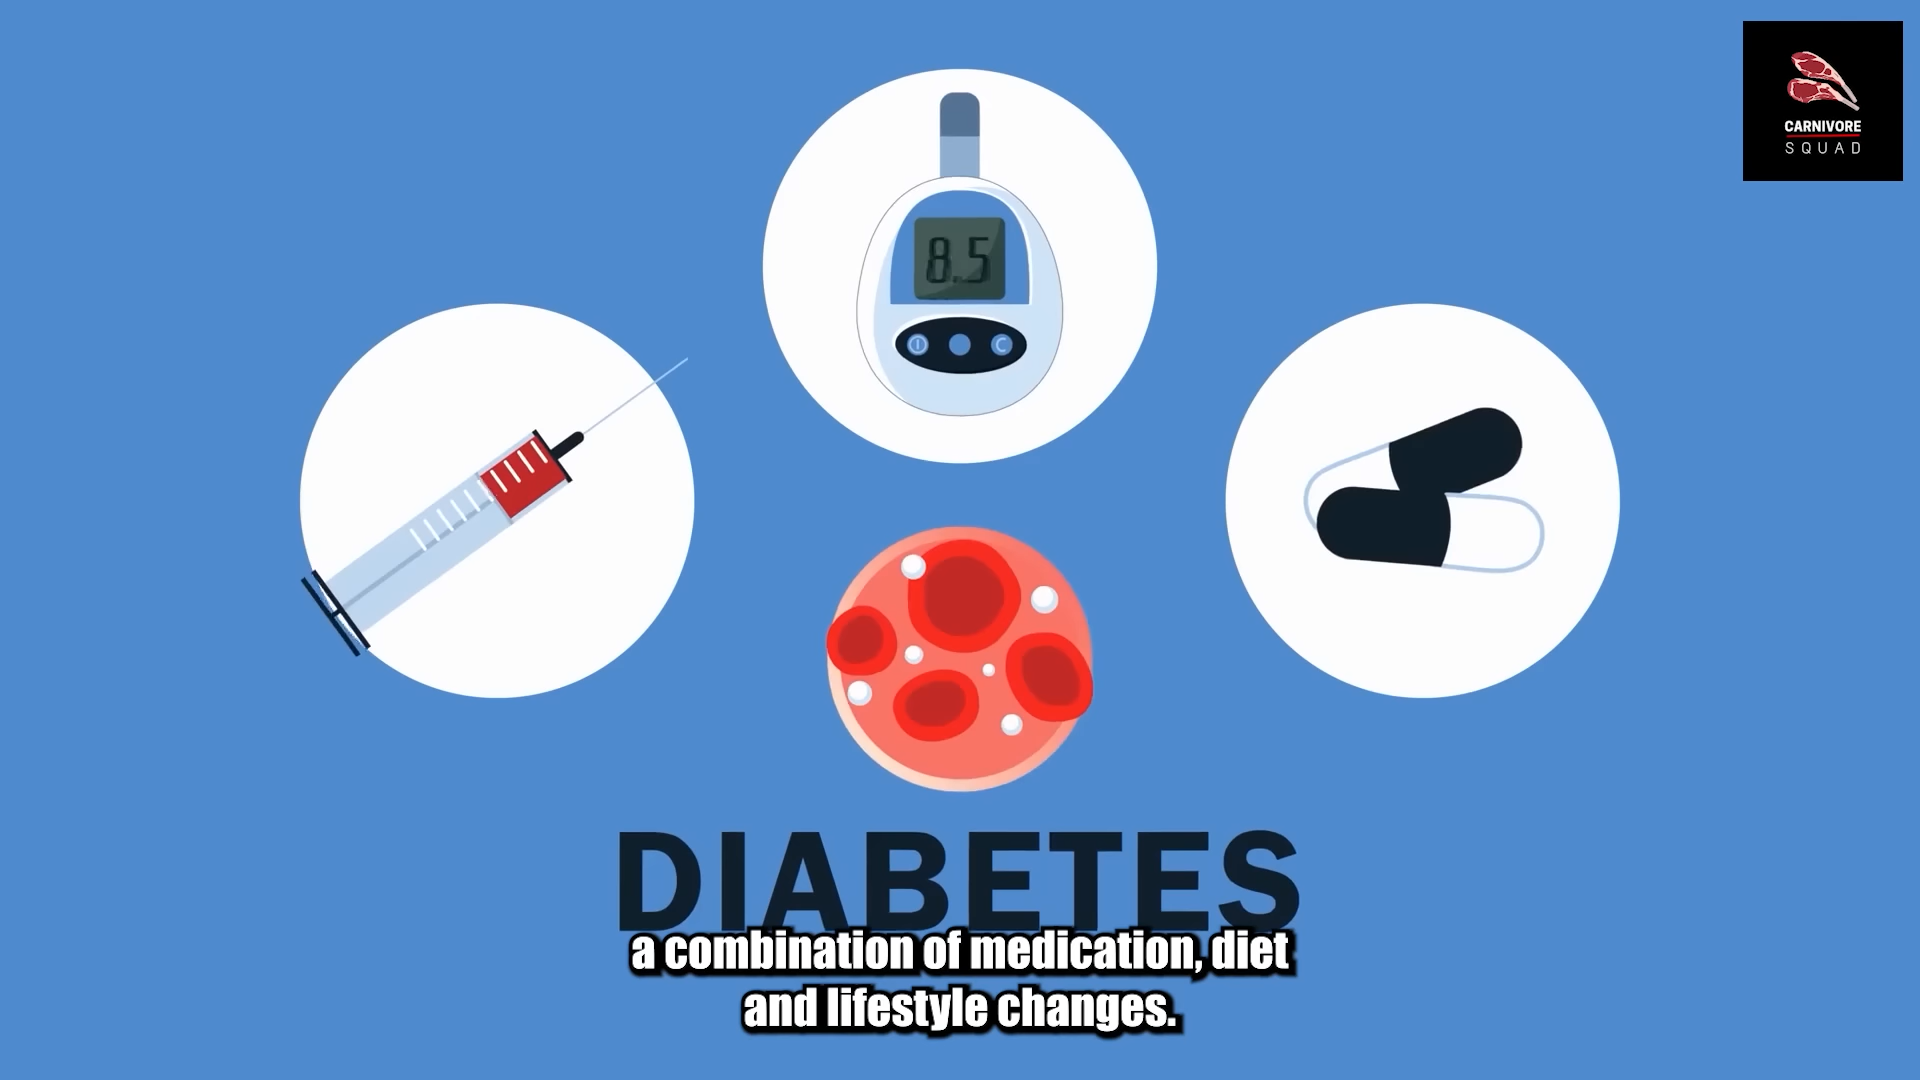 CARNIVORE
SQUAD
8.5
C
DIABETES
a combination of medication, diet
and lifestyle changes.